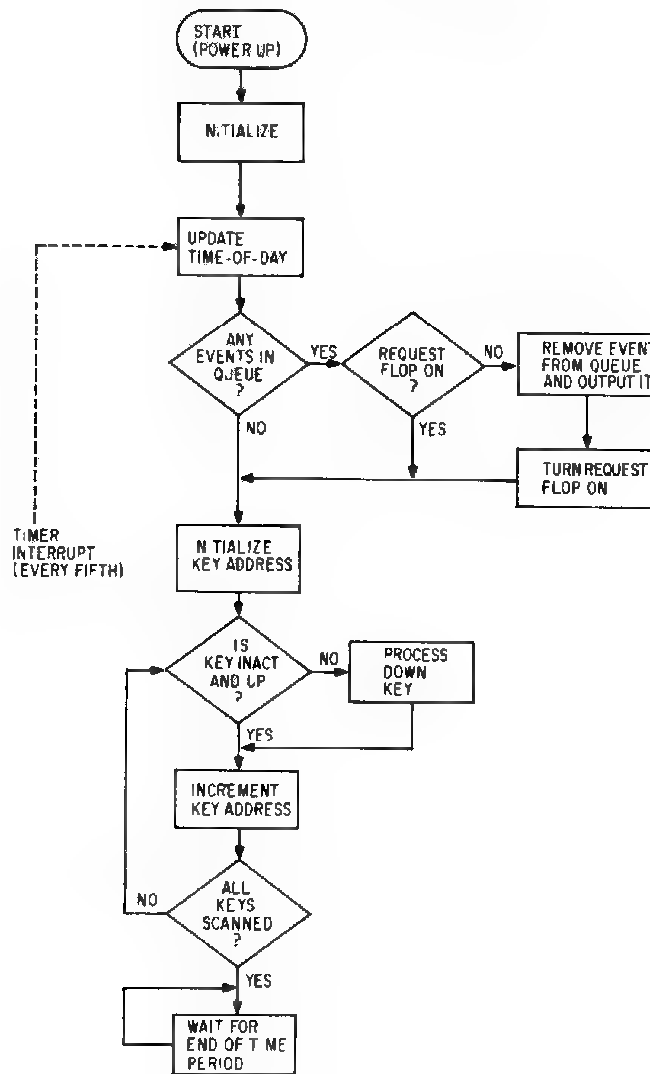 START
(POWER UP)
NITIALIZE
UPDATE
TIME-OF-DAY
ANY
EVENTS IN
QUEUE
?
YES
NO
REQUEST
FLOP ON
?
NO
YES
REMOVE EVENT
FROM QUEUE
AND OUTPUT IT
TURN REQUEST
FLOP ON
TIMER
INTERRUPT
(EVERY FIFTH)
N TIALIZE
KEY ADDRESS
IS
KEY INACT
AND UP
?
NO
YES
PROCESS
DOWN
KEY
INCREMENT
KEY ADDRESS
ALL
KEYS
SCANNED
?
NO
YES
WAIT FOR
END OF T ME
PERIOD